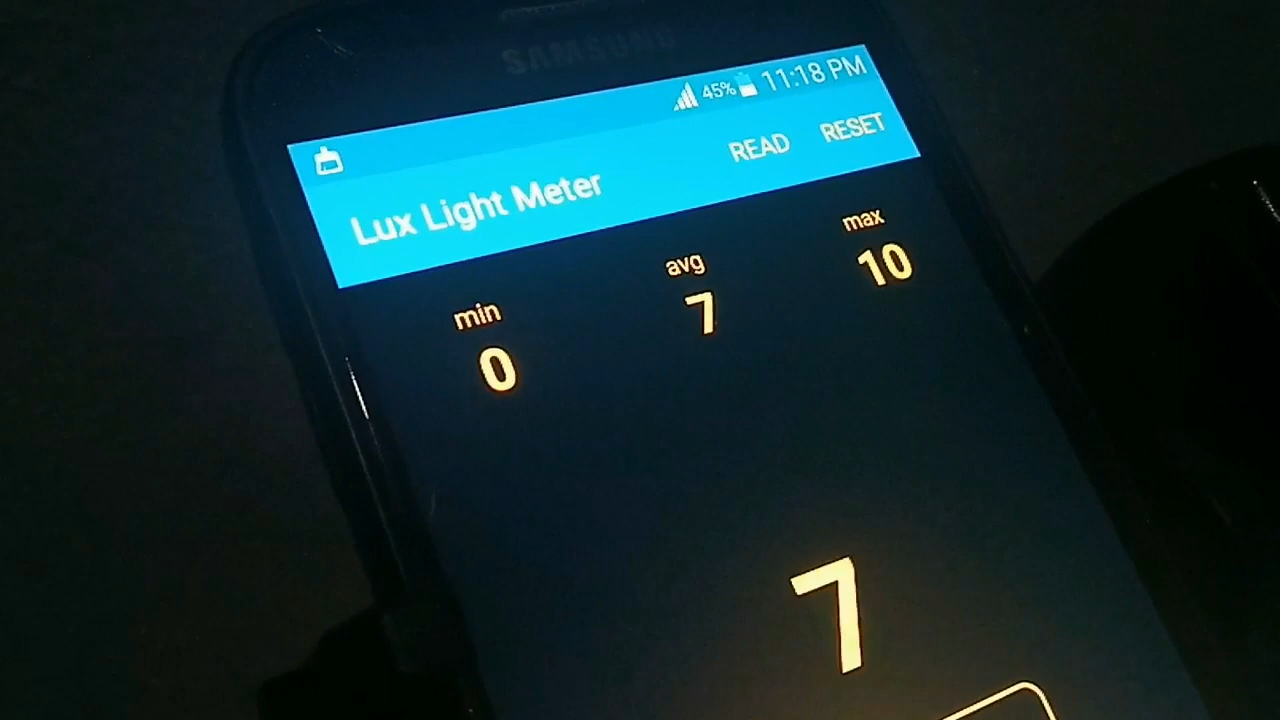 SAMSUNG
45% 11:18 PM
Lux Light Meter READ RESET
min avg max
0 7 10
7